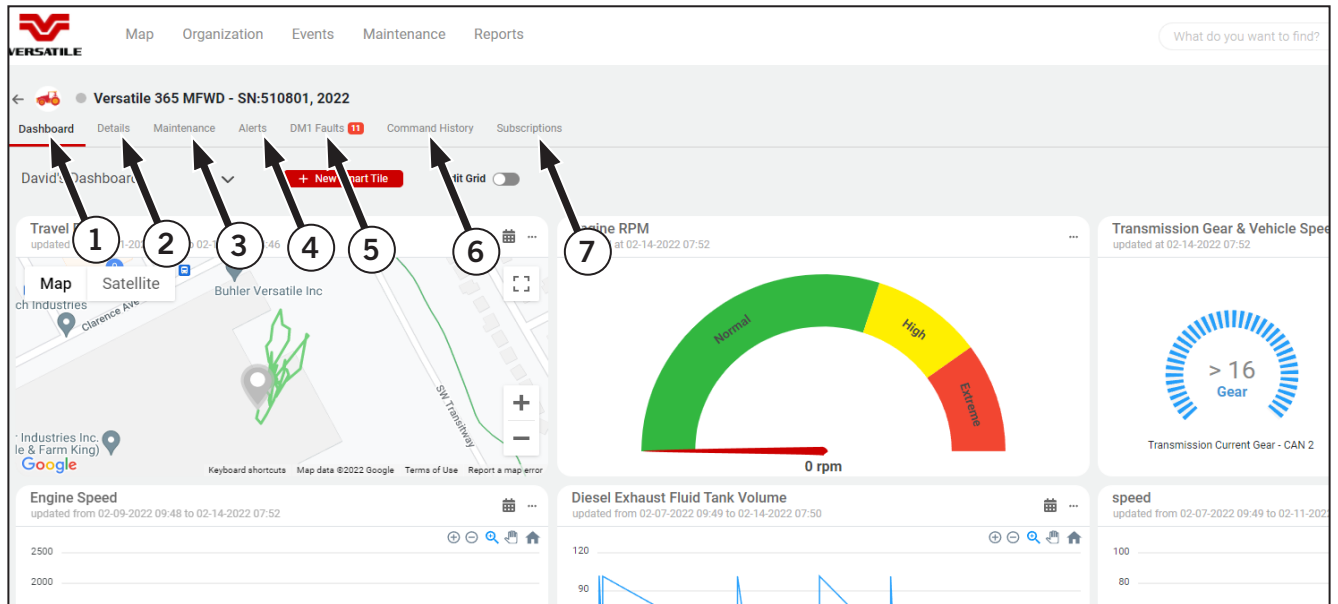 VERSATILE
Map Organization Events Maintenance Reports
What do you want to find?
Versatile 365 MFWD - SN:510801, 2022
Dashboard Details Maintenance Alerts DM1 Faults 11 Command History Subscriptions
David's Dashboard
+ New Smart Tile
Edit Grid
1 2 3 4 5 6 7
Travel
updated
Engine RPM
updated at 02-14-2022 07:52
Transmission Gear & Vehicle Spee
updated at 02-14-2022 07:52
Map Satellite
Buhler Versatile Inc
ch Industries
Clarence Ave
SW Transitway
Industries Inc.
le & Farm King)
Google
Keyboard shortcuts Map data ©2022 Google Terms of Use Report a map error
+
−
Normal
High
Extreme
0 rpm
> 16
Gear
Transmission Current Gear - CAN 2
Engine Speed
updated from 02-09-2022 09:48 to 02-14-2022 07:52
2500
2000
Diesel Exhaust Fluid Tank Volume
updated from 02-07-2022 09:49 to 02-14-2022 07:50
120
90
speed
updated from 02-07-2022 09:49 to 02-11-202
100
80